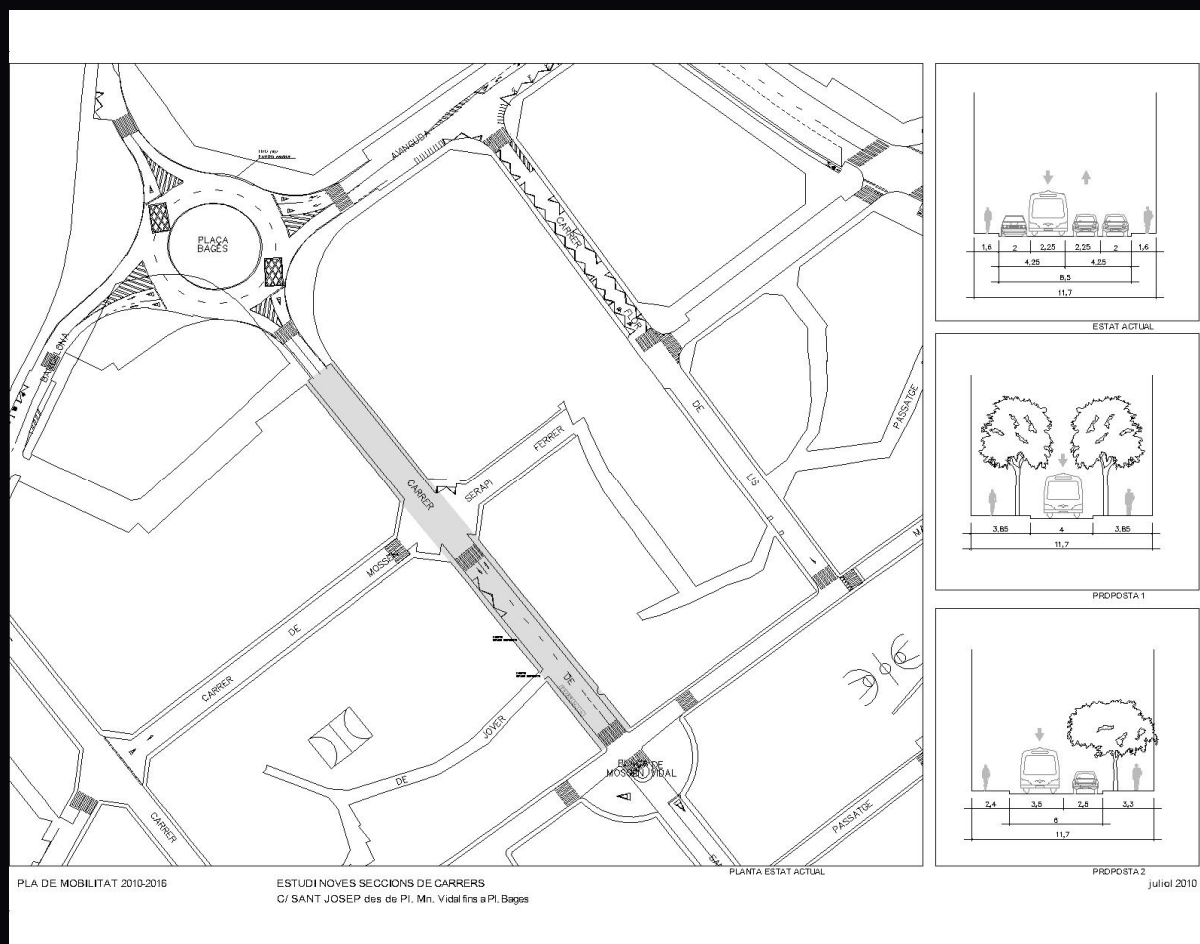 PLAÇA
BAGES
AVINGUDA
CARRER
BARCELONA
DE
LIS
PASSATGE
CARRER
SERAPI
FERRER
MOSSEN
DE
CARRER
DE
JOVER
DE
CARRER
PLAÇA DE
MOSSEN VIDAL
PASSATGE
1,6 2 2,25 2,25 2 1,6
4,25 4,25
8,5
11,7
ESTAT ACTUAL
3,85 4 3,85
11,7
PROPOSTA 1
2,4 3,5 2,5 3,3
6
11,7
PROPOSTA 2
PLANTA ESTAT ACTUAL
PLA DE MOBILITAT 2010-2016
ESTUDI NOVES SECCIONS DE CARRERS
C/ SANT JOSEP des de Pl. Mn. Vidal fins a Pl. Bages
juliol 2010